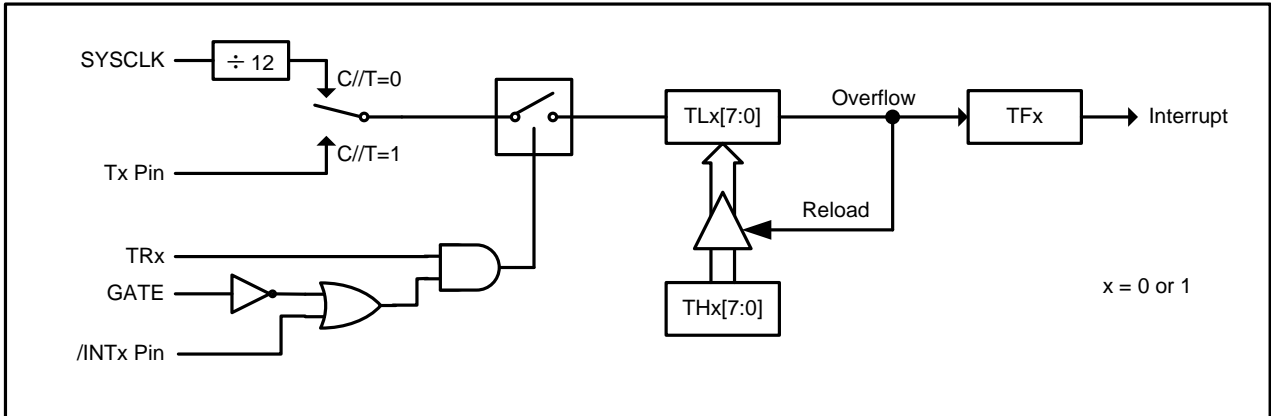 SYSCLK
÷ 12
C//T=0
C//T=1
Tx Pin
TRx
GATE
/INTx Pin
TLx[7:0]
Overflow
TFx
Interrupt
Reload
THx[7:0]
x = 0 or 1